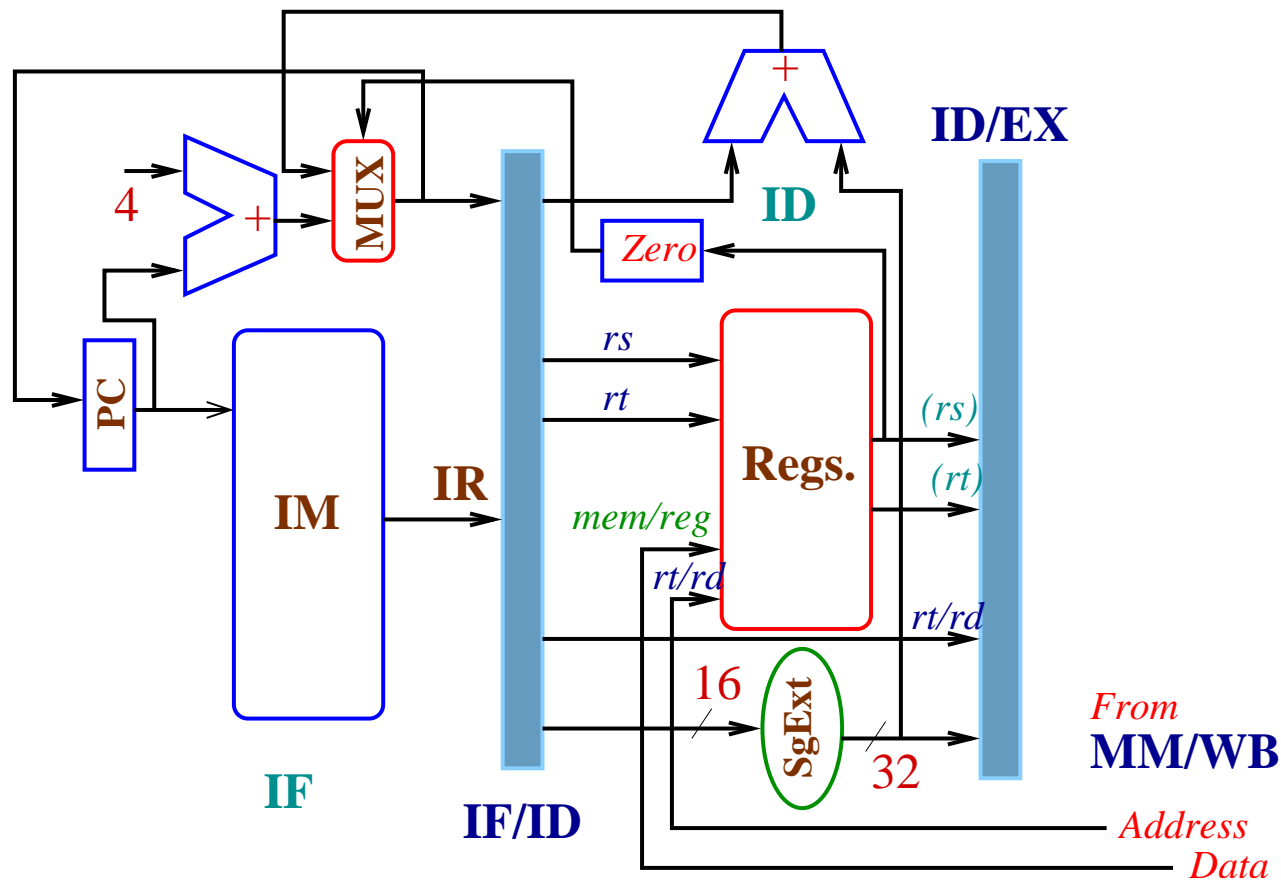 +
ID/EX
4
+
MUX
ID
Zero
rs
rt
PC
(rs)
(rt)
IR
Regs.
IM
mem/reg
rt/rd
rt/rd
16
SgExt
32
From
MM/WB
IF
IF/ID
Address
Data